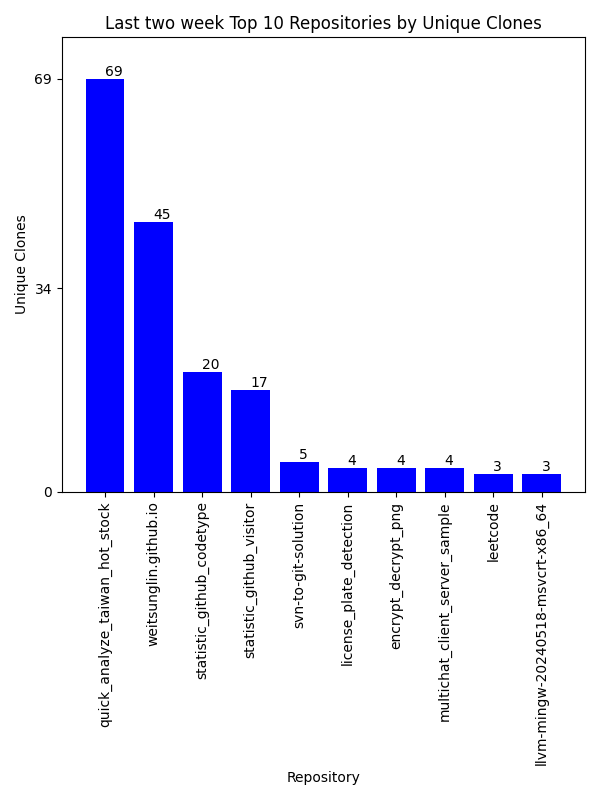 Last two week Top 10 Repositories by Unique Clones
Unique Clones
69
34
0
69
45
20
17
5
4
4
4
3
3
quick_analyze_taiwan_hot_stock
weitsunglin.github.io
statistic_github_codetype
statistic_github_visitor
svn-to-git-solution
license_plate_detection
encrypt_decrypt_png
multichat_client_server_sample
leetcode
llvm-mingw-20240518-msvcrt-x86_64
Repository